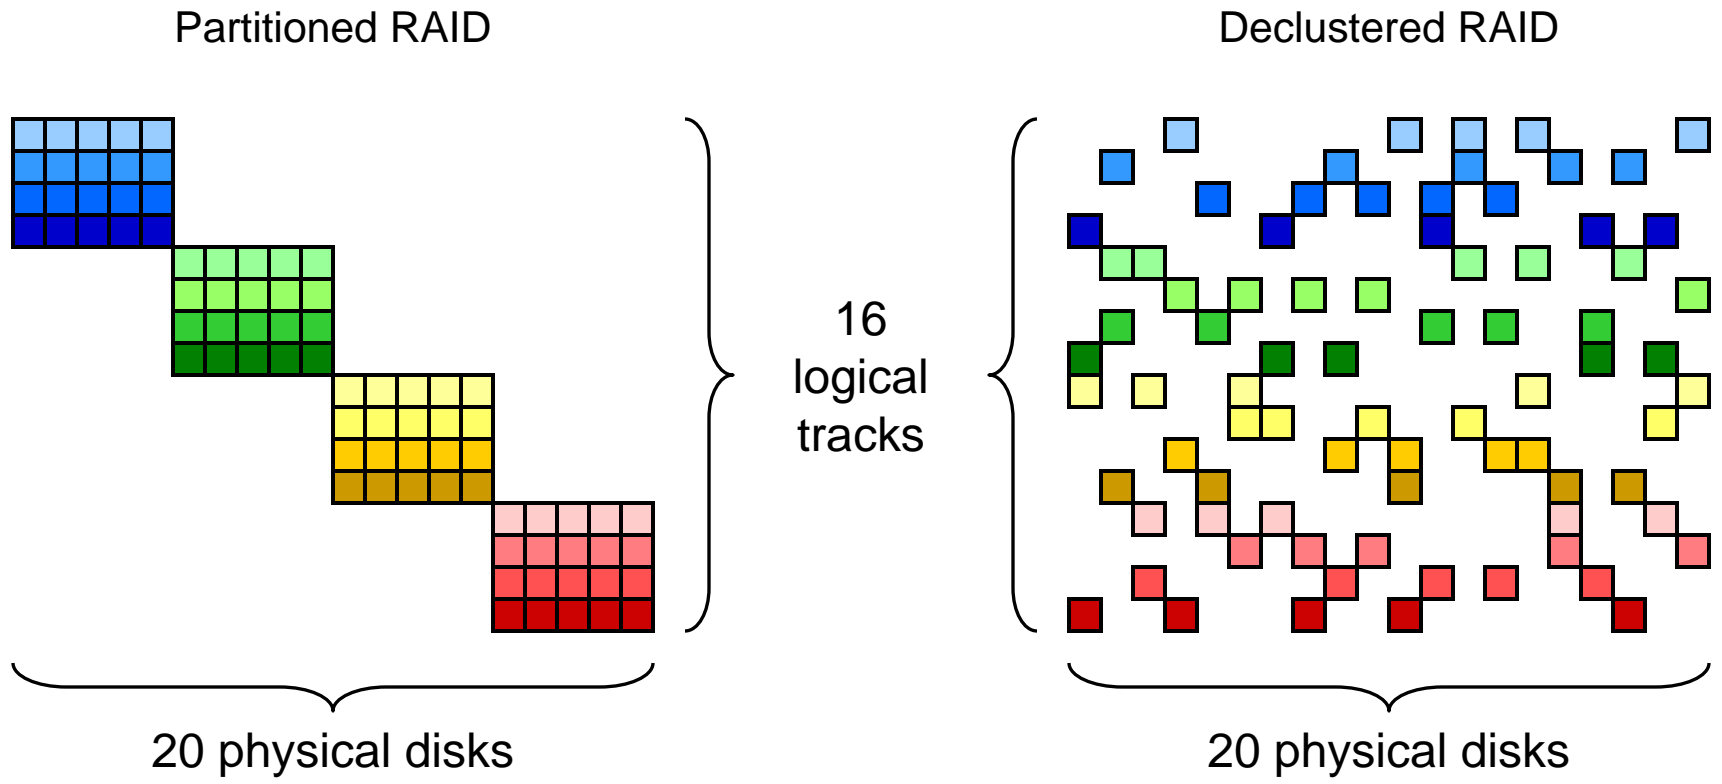 Partitioned RAID
Declustered RAID
16
logical
tracks
20 physical disks
20 physical disks